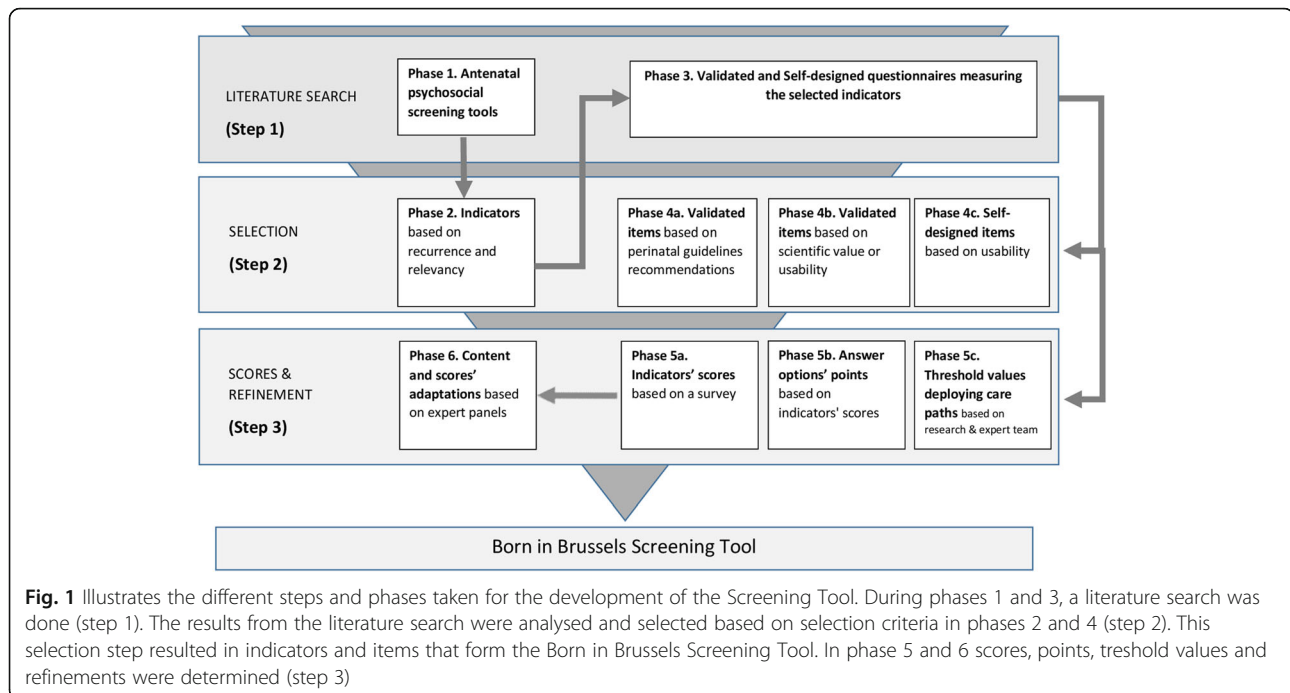 LITERATURE SEARCH
(Step 1)
Phase 1. Antenatal
psychosocial
screening tools
Phase 3. Validated and Self-designed questionnaires measuring
the selected indicators
SELECTION
(Step 2)
Phase 2. Indicators
based on
recurrence and
relevancy
Phase 4a. Validated
items based on
perinatal guidelines
recommendations
Phase 4b. Validated
items based on
scientific value or
usability
Phase 4c. Self-
designed items
based on usability
SCORES &
REFINEMENT
(Step 3)
Phase 6. Content
and scores'
adaptations based
on expert panels
Phase 5a.
Indicators' scores
based on a survey
Phase 5b. Answer
options' points
based on
indicators' scores
Phase 5c.
Threshold values
deploying care
paths based on
research & expert team
Born in Brussels Screening Tool
Fig. 1 Illustrates the different steps and phases taken for the development of the Screening Tool. During phases 1 and 3, a literature search was
done (step 1). The results from the literature search were analysed and selected based on selection criteria in phases 2 and 4 (step 2). This
selection step resulted in indicators and items that form the Born in Brussels Screening Tool. In phase 5 and 6 scores, points, treshold values and
refinements were determined (step 3)